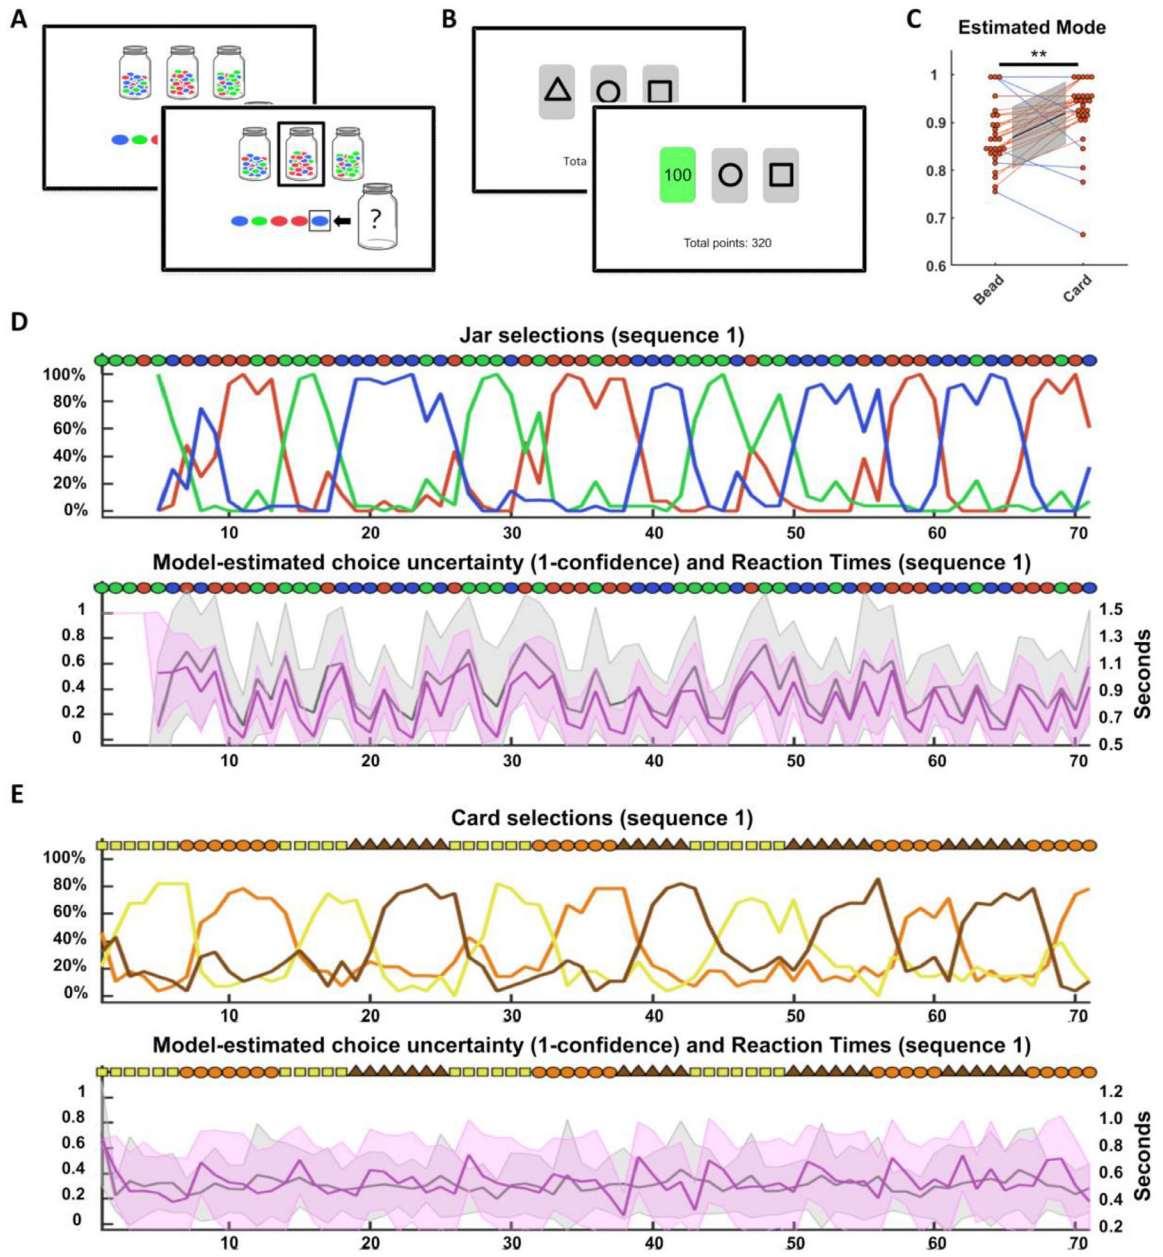 A
B
C
?
Tota
100
Total points: 320
Estimated Mode
**
1
0.9
0.8
0.7
0.6
Bead
Card
D
Jar selections (sequence 1)
100%
80%
60%
40%
20%
0%
10 20 30 40 50 60 70
Model-estimated choice uncertainty (1-confidence) and Reaction Times (sequence 1)
1
0.8
0.6
0.4
0.2
0
1.5
1.3
1.1
0.9
0.7
0.5
Seconds
10 20 30 40 50 60 70
E
Card selections (sequence 1)
100%
80%
60%
40%
20%
0%
10 20 30 40 50 60 70
Model-estimated choice uncertainty (1-confidence) and Reaction Times (sequence 1)
1
0.8
0.6
0.4
0.2
0
1.2
1.0
0.8
0.6
0.4
0.2
Seconds
10 20 30 40 50 60 70